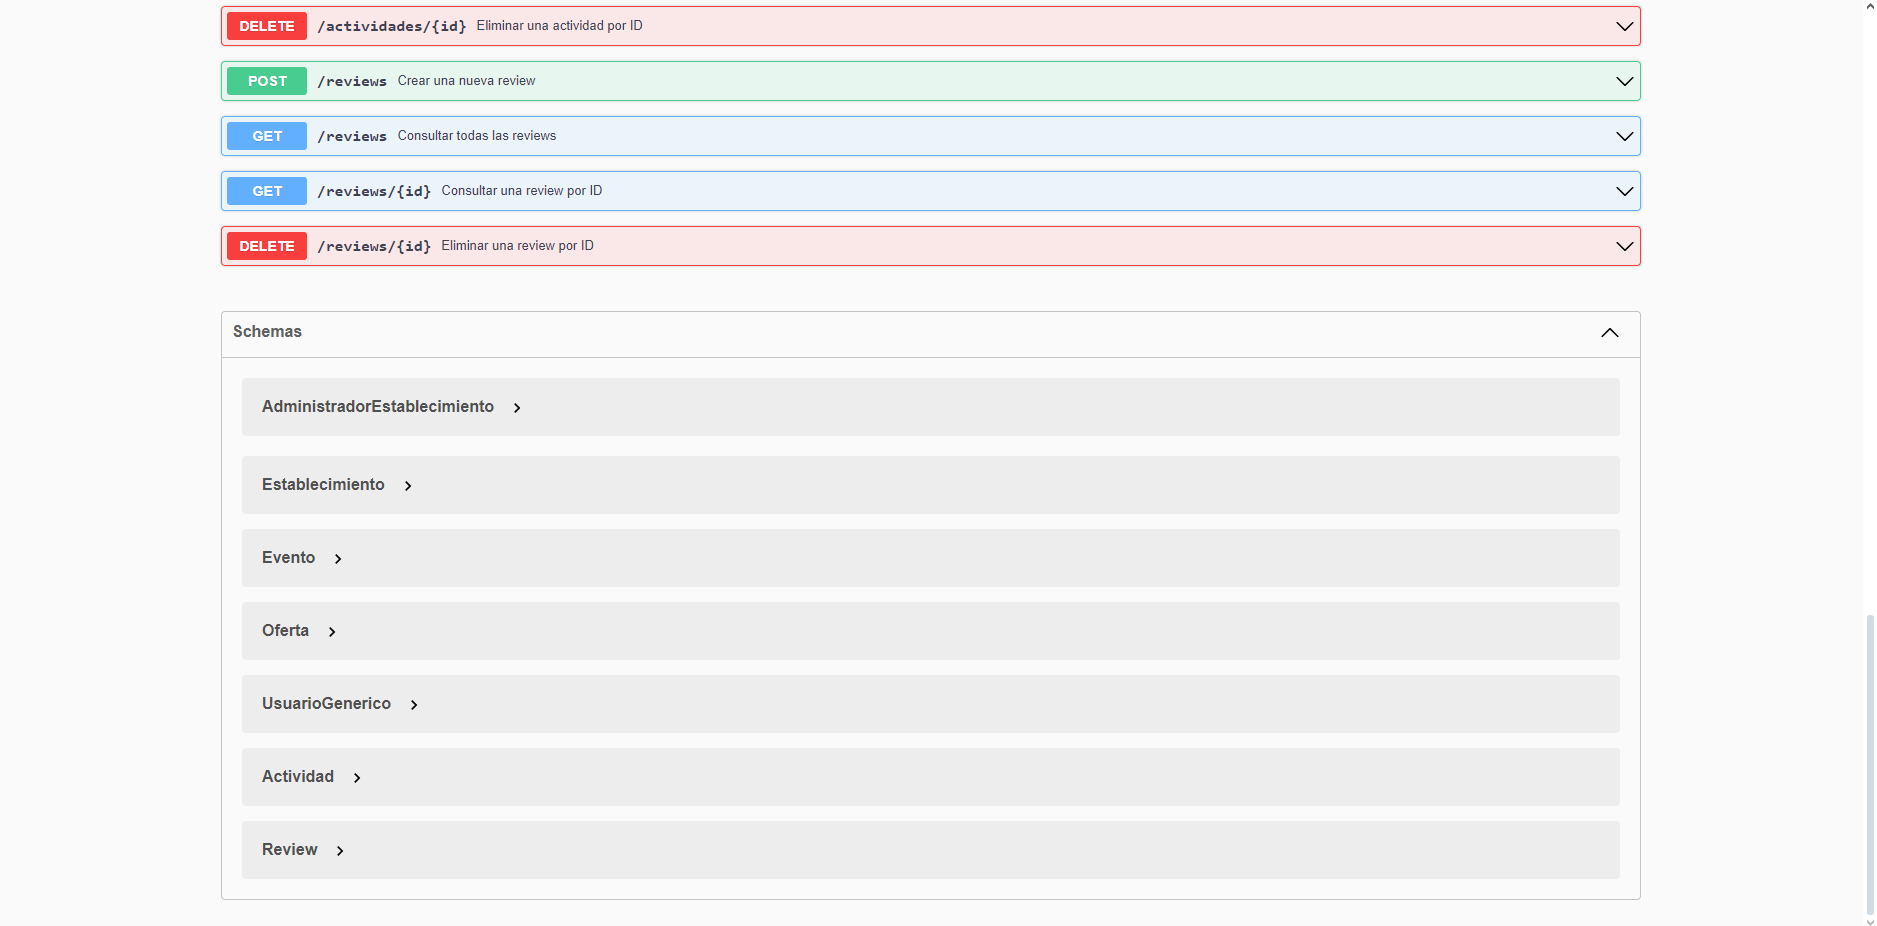 DELETE /actividades/{id} Eliminar una actividad por ID
POST /reviews Crear una nueva review
GET /reviews Consultar todas las reviews
GET /reviews/{id} Consultar una review por ID
DELETE /reviews/{id} Eliminar una review por ID
Schemas
AdministradorEstablecimiento
Establecimiento
Evento
Oferta
UsuarioGenerico
Actividad
Review